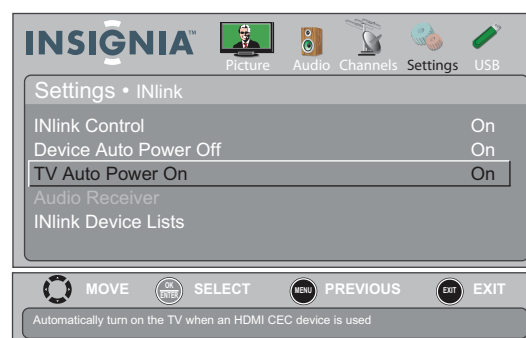 INSIGNIA™
Picture Audio Channels Settings USB
Settings • INlink
INlink Control On
Device Auto Power Off On
TV Auto Power On On
Audio Receiver
INlink Device Lists
MOVE OK ENTER SELECT MENU PREVIOUS EXIT EXIT
Automatically turn on the TV when an HDMI CEC device is used